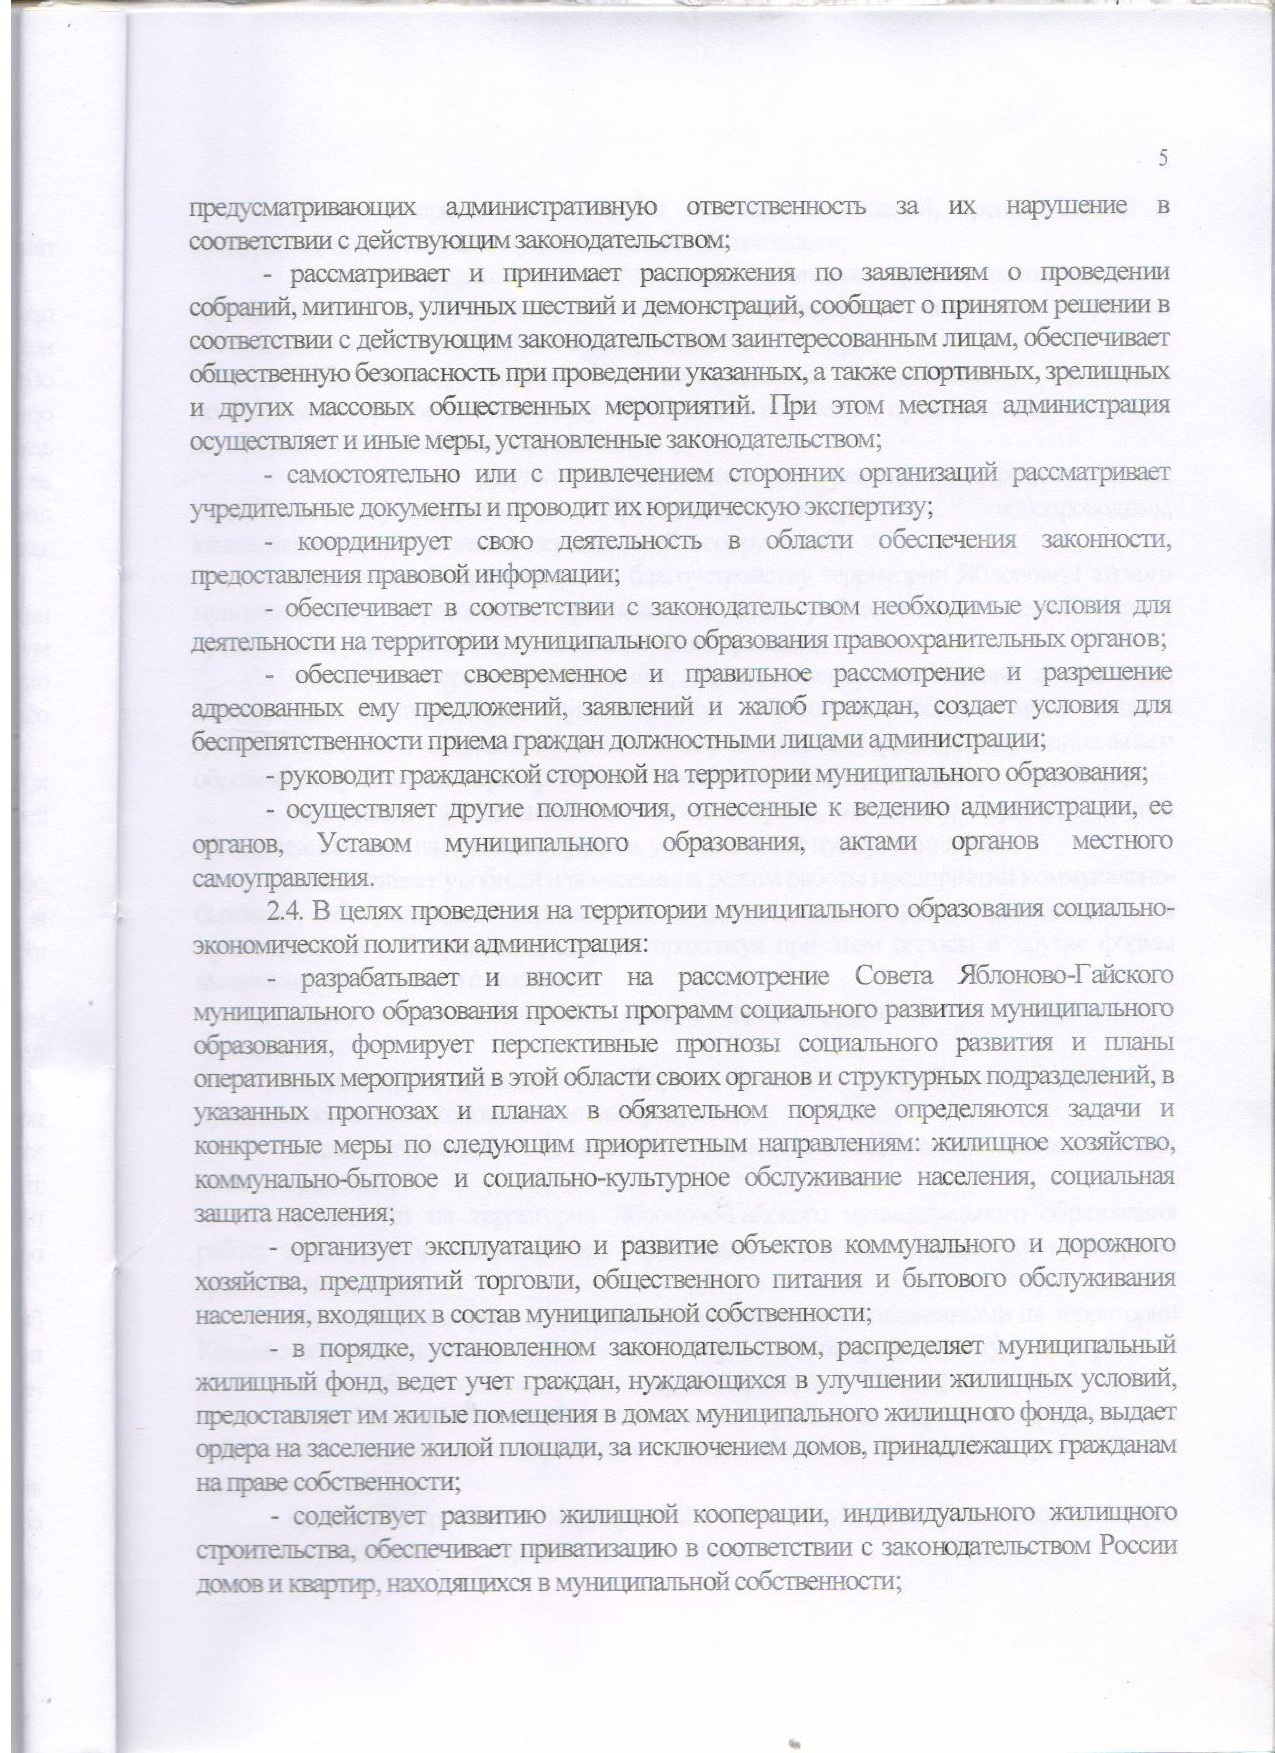 5
предусматривающих административную ответственность за их нарушение в
соответствии с действующим законодательством;
- рассматривает и принимает распоряжения по заявлениям о проведении
собраний, митингов, уличных шествий и демонстраций, сообщает о принятом решении в
соответствии с действующим законодательством заинтересованным лицам, обеспечивает
общественную безопасность при проведении указанных, а также спортивных, зрелищных
и других массовых общественных мероприятий. При этом местная администрация
осуществляет и иные меры, установленные законодательством;
- самостоятельно или с привлечением сторонних организаций рассматривает
учредительные документы и проводит их юридическую экспертизу;
- координирует свою деятельность в области обеспечения законности,
предоставления правовой информации;
- обеспечивает в соответствии с законодательством необходимые условия для
деятельности на территории муниципального образования правоохранительных органов;
- обеспечивает своевременное и правильное рассмотрение и разрешение
адресованных ему предложений, заявлений и жалоб граждан, создает условия для
беспрепятственности приема граждан должностными лицами администрации;
- руководит гражданской стороной на территории муниципального образования;
- осуществляет другие полномочия, отнесенные к ведению администрации, ее
органов, Уставом муниципального образования, актами органов местного
самоуправления.
2.4. В целях проведения на территории муниципального образования социально-
экономической политики администрация:
- разрабатывает и вносит на рассмотрение Совета Яблоново-Гайского
муниципального образования проекты программ социального развития муниципального
образования, формирует перспективные прогнозы социального развития и планы
оперативных мероприятий в этой области своих органов и структурных подразделений, в
указанных прогнозах и планах в обязательном порядке определяются задачи и
конкретные меры по следующим приоритетным направлениям: жилищное хозяйство,
коммунально-бытовое и социально-культурное обслуживание населения, социальная
защита населения;
- организует эксплуатацию и развитие объектов коммунального и дорожного
хозяйства, предприятий торговли, общественного питания и бытового обслуживания
населения, входящих в состав муниципальной собственности;
- в порядке, установленном законодательством, распределяет муниципальный
жилищный фонд, ведет учет граждан, нуждающихся в улучшении жилищных условий,
предоставляет им жилые помещения в домах муниципального жилищного фонда, выдает
ордера на заселение жилой площади, за исключением домов, принадлежащих гражданам
на праве собственности;
- содействует развитию жилищной кооперации, индивидуального жилищного
строительства, обеспечивает приватизацию в соответствии с законодательством России
домов и квартир, находящихся в муниципальной собственности;